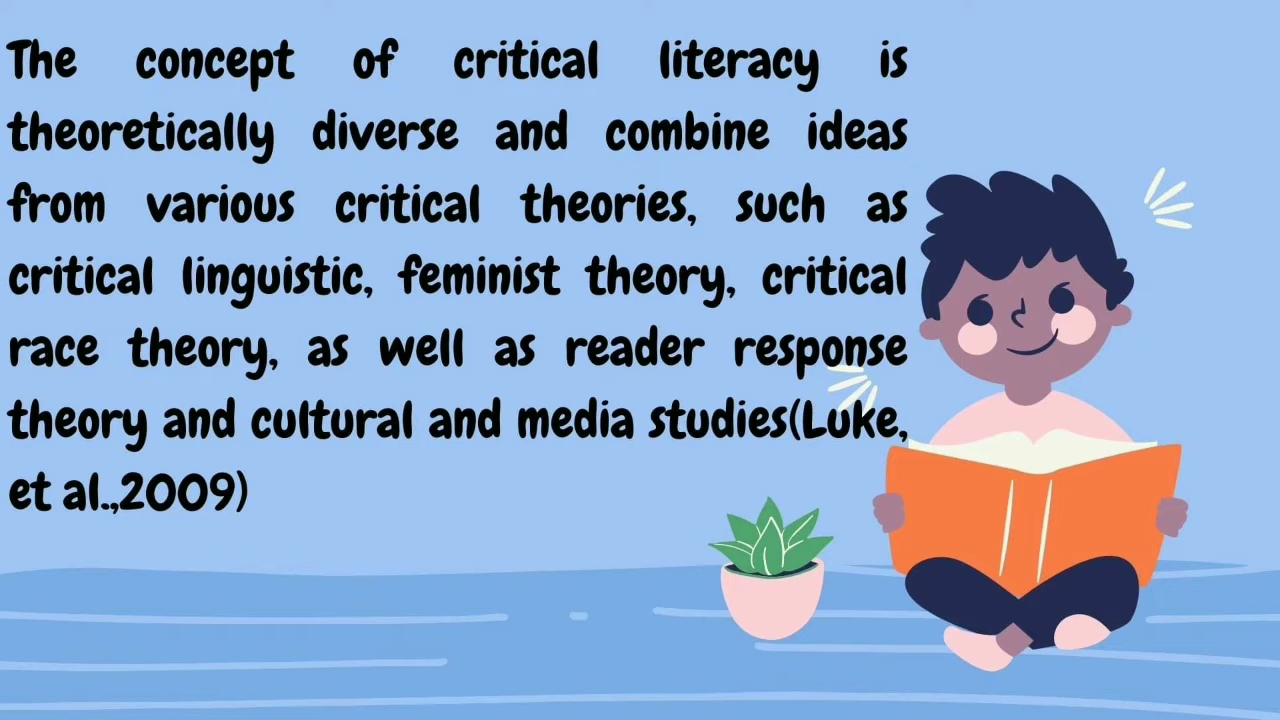 The concept of critical literacy is
theoretically diverse and combine ideas
from various critical theories, such as
critical linguistic, feminist theory, critical
race theory, as well as reader response
theory and cultural and media studies(Luke,
et al.,2009)